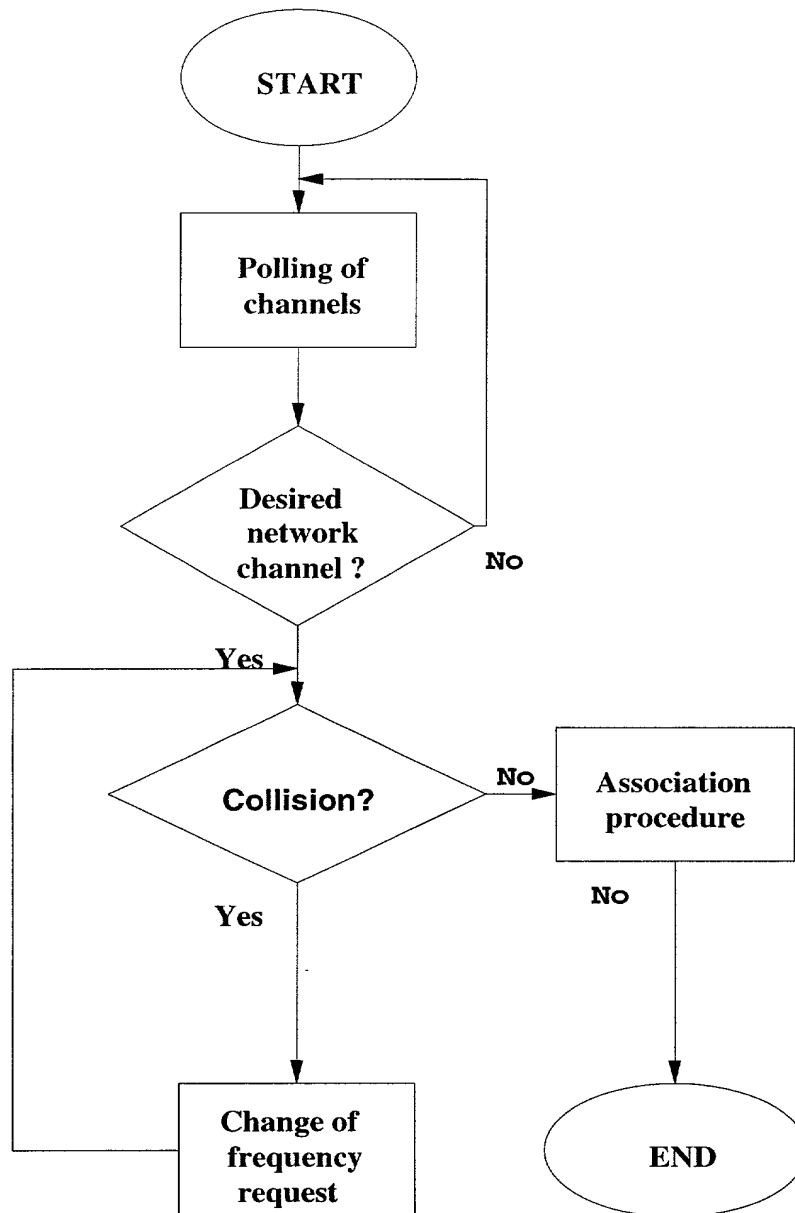 START
Polling of
channels
Desired
network
channel ?
No
Yes
Collision?
No
Association
procedure
Yes
No
Change of
frequency
request
END